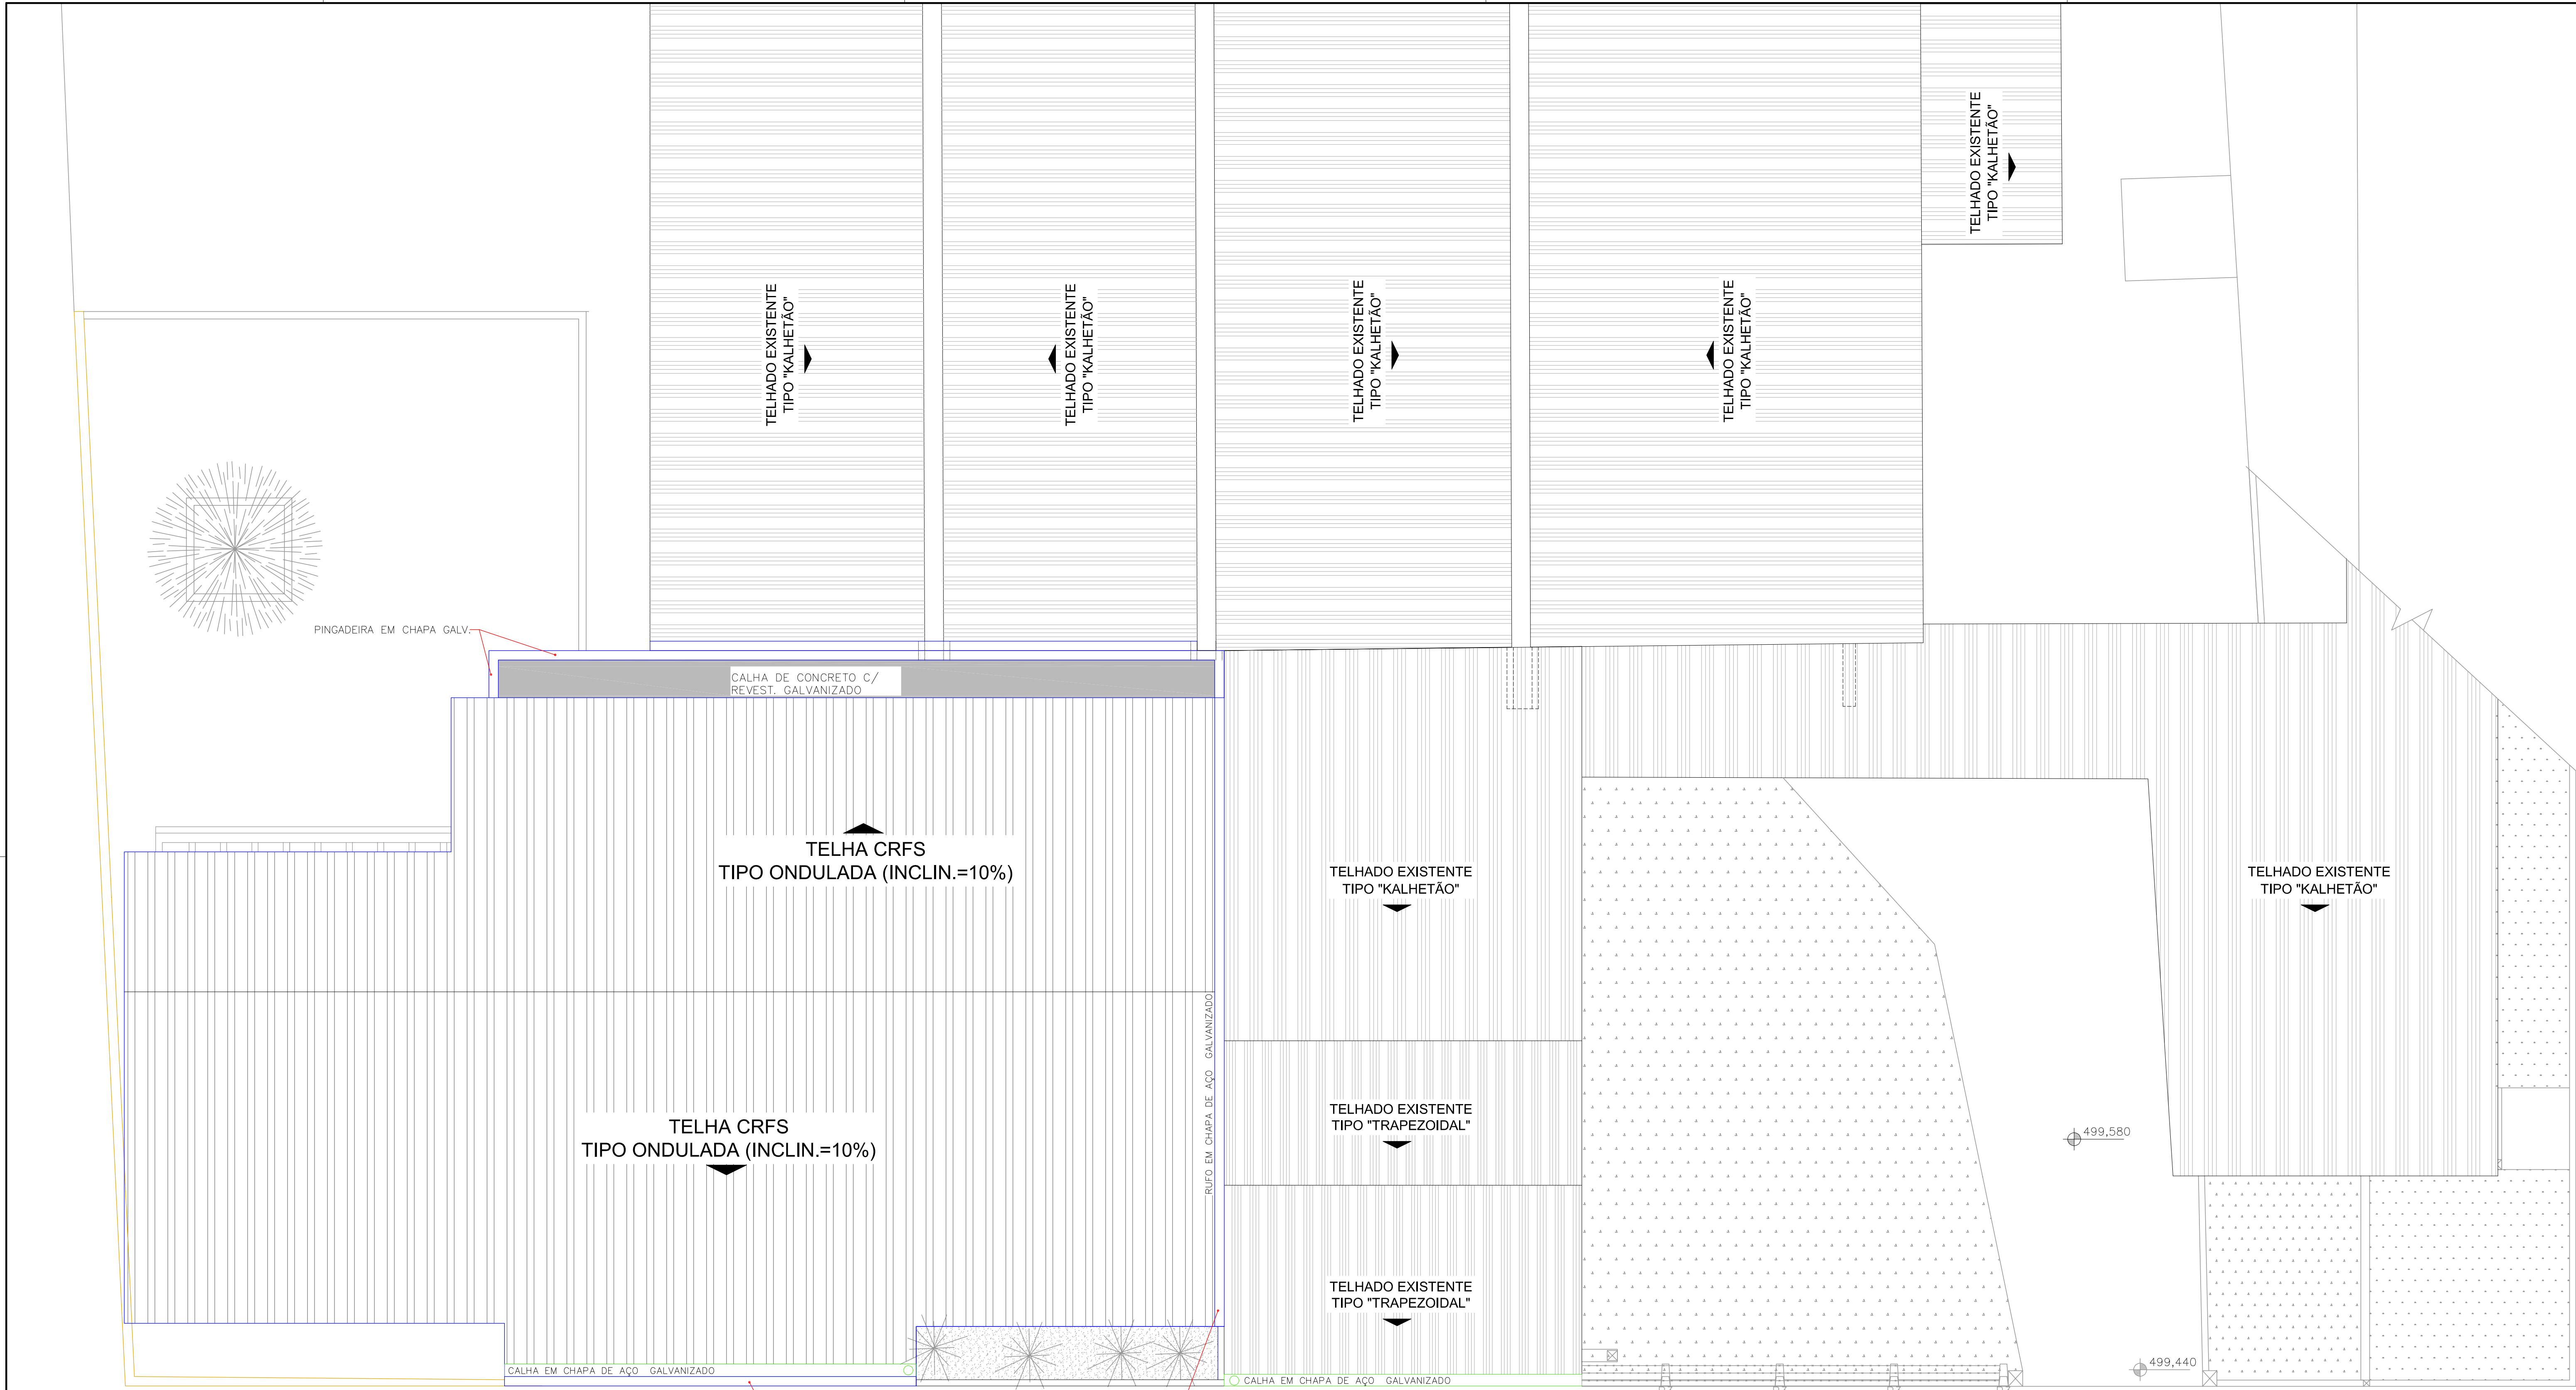 TELHADO EXISTENTE
TIPO "KALHETÃO"
TELHADO EXISTENTE
TIPO "KALHETÃO"
TELHADO EXISTENTE
TIPO "KALHETÃO"
TELHADO EXISTENTE
TIPO "KALHETÃO"
TELHADO EXISTENTE
TIPO "KALHETÃO"
PINGADEIRA EM CHAPA GALV.
CALHA DE CONCRETO C/
REVEST. GALVANIZADO
TELHA CRFS
TIPO ONDULADA (INCLIN.=10%)
TELHADO EXISTENTE
TIPO "KALHETÃO"
TELHADO EXISTENTE
TIPO "KALHETÃO"
RUFO EM CHAPA DE AÇO GALVANIZADO
TELHA CRFS
TIPO ONDULADA (INCLIN.=10%)
TELHADO EXISTENTE
TIPO "TRAPEZOIDAL"
499,580
TELHADO EXISTENTE
TIPO "TRAPEZOIDAL"
499,440
CALHA EM CHAPA DE AÇO GALVANIZADO
CALHA EM CHAPA DE AÇO GALVANIZADO